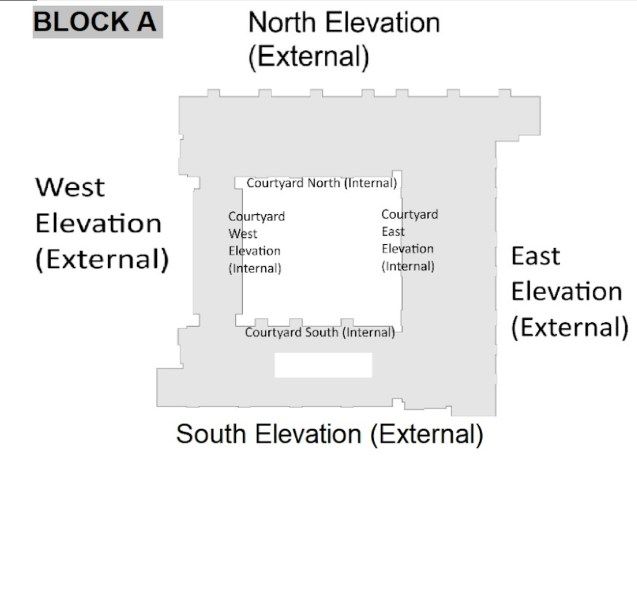 BLOCK A
North Elevation
(External)
Courtyard North (Internal)
West
Elevation
(External)
Courtyard
West
Elevation
(Internal)
Courtyard
East
Elevation
(Internal)
East
Elevation
(External)
Courtyard South (Internal)
South Elevation (External)